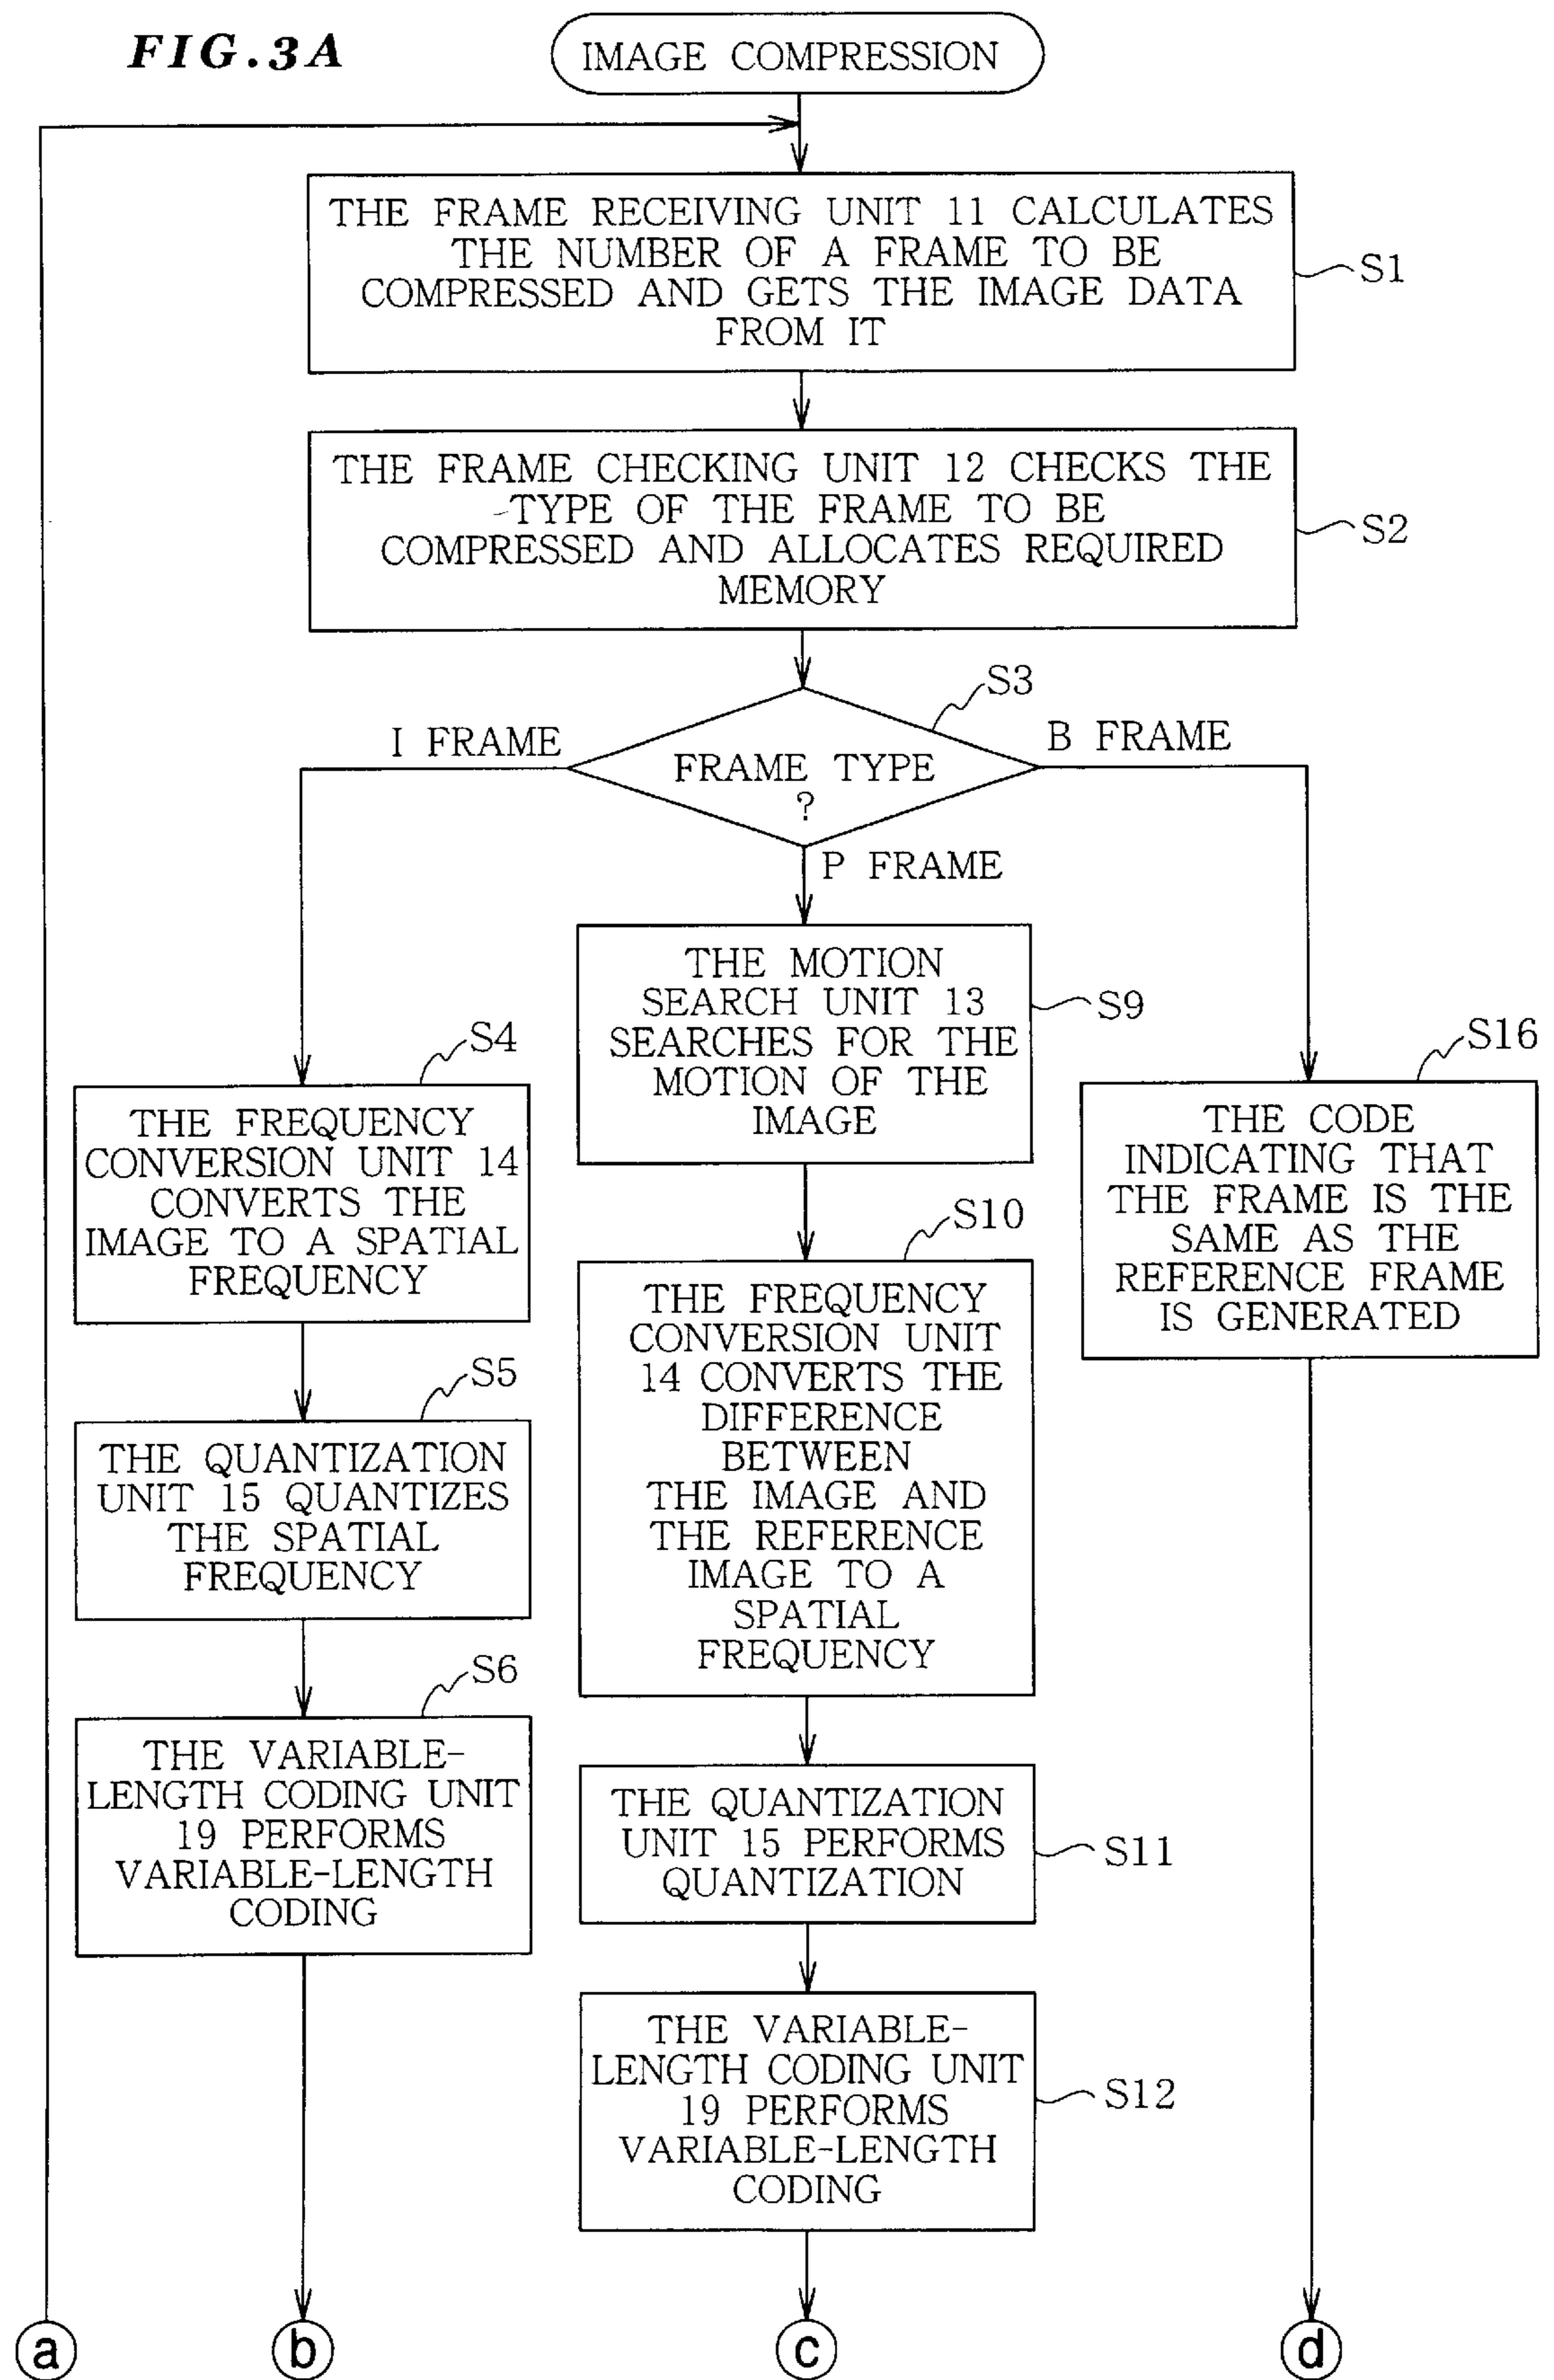 FIG.3A
IMAGE COMPRESSION
THE FRAME RECEIVING UNIT 11 CALCULATES
THE NUMBER OF A FRAME TO BE
COMPRESSED AND GETS THE IMAGE DATA
FROM IT
S1
THE FRAME CHECKING UNIT 12 CHECKS THE
TYPE OF THE FRAME TO BE
COMPRESSED AND ALLOCATES REQUIRED
MEMORY
S2
S3
I FRAME
FRAME TYPE
?
B FRAME
P FRAME
S4
THE FREQUENCY
CONVERSION UNIT 14
CONVERTS THE
IMAGE TO A SPATIAL
FREQUENCY
S5
THE QUANTIZATION
UNIT 15 QUANTIZES
THE SPATIAL
FREQUENCY
S6
THE VARIABLE-
LENGTH CODING UNIT
19 PERFORMS
VARIABLE-LENGTH
CODING
THE MOTION
SEARCH UNIT 13
SEARCHES FOR THE
MOTION OF THE
IMAGE
S9
S10
THE FREQUENCY
CONVERSION UNIT
14 CONVERTS THE
DIFFERENCE
BETWEEN
THE IMAGE AND
THE REFERENCE
IMAGE TO A
SPATIAL
FREQUENCY
THE QUANTIZATION
UNIT 15 PERFORMS
QUANTIZATION
S11
THE VARIABLE-
LENGTH CODING UNIT
19 PERFORMS
VARIABLE-LENGTH
CODING
S12
S16
THE CODE
INDICATING THAT
THE FRAME IS THE
SAME AS THE
REFERENCE FRAME
IS GENERATED
a
b
c
d